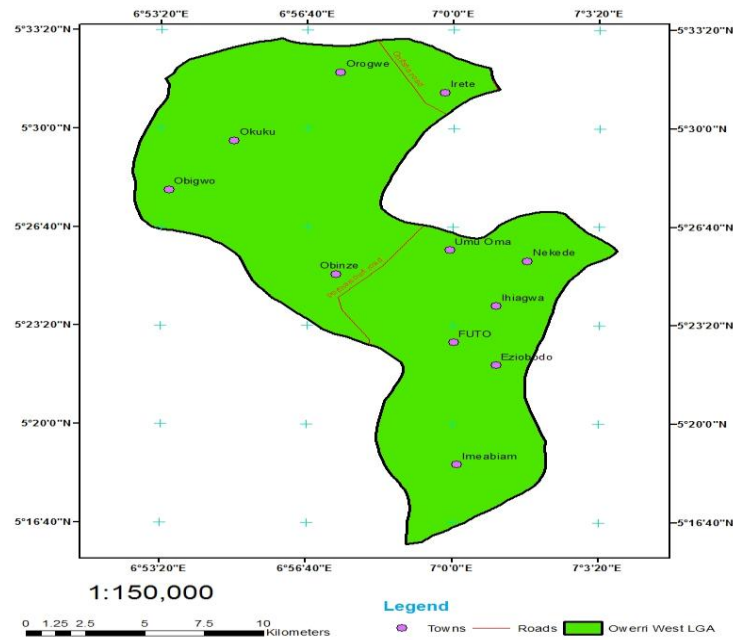 6°53'20"E 6°56'40"E 7°0'0"E 7°3'20"E
5°33'20"N 5°33'20"N
Orogwe
Irete
5°30'0"N 5°30'0"N
Okuku
Obigwo
5°26'40"N 5°26'40"N
Umu Oma
Nekede
Obinze
Ihiagwa
5°23'20"N 5°23'20"N
FUTO
Eziobodo
5°20'0"N 5°20'0"N
Imeabiam
5°16'40"N 5°16'40"N
6°53'20"E 6°56'40"E 7°0'0"E 7°3'20"E
1:150,000
0 1.25 2.5 5 7.5 10
Kilometers
Legend
Towns Roads Owerri West LGA